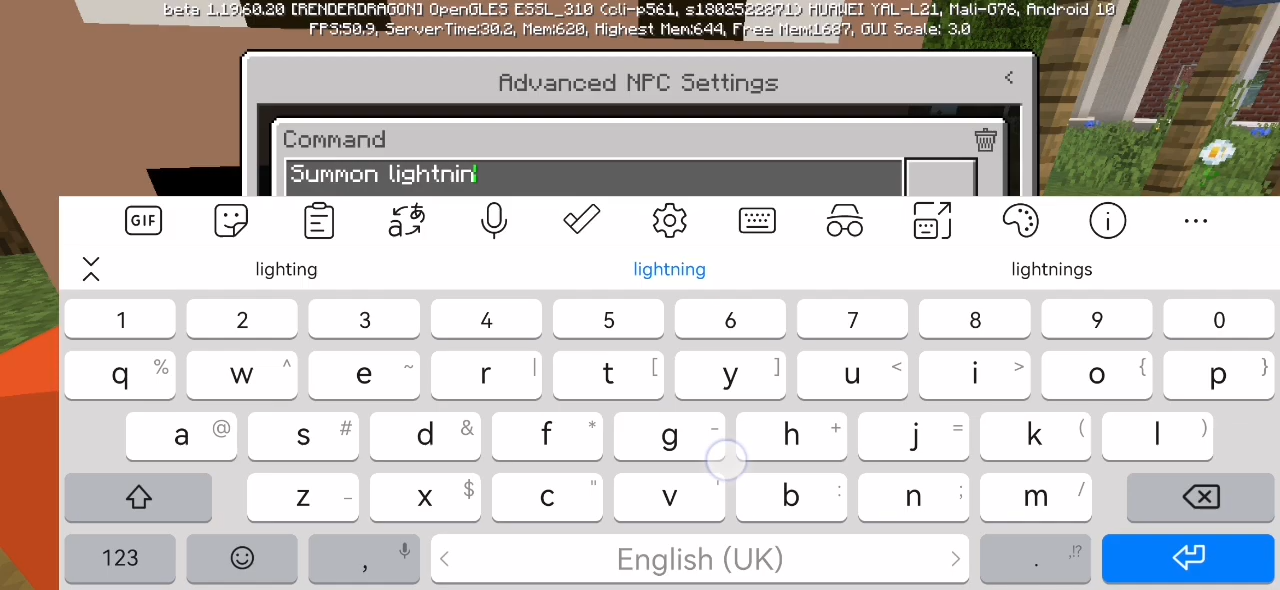 beta 1.19.60.20 [RENDERDRAGON] OpenGLES ESSL_310 (cli-p561, s1802522871) HUAWEI YAL-L21, Mali-G76, Android 10
FPS:50.9, ServerTime:30.2, Mem:620, Highest Mem:644, Free Mem:1687, GUI Scale: 3.0
Advanced NPC Settings <
Command
Summon lightnin
GIF
lighting lightning lightnings
1 2 3 4 5 6 7 8 9 0
q % w ^ e ~ r | t [ y ] u < i > o { p }
a @ s # d & f * g - h + j = k ( l )
z _ x $ c " v ' b : n ; m /
123 , < English (UK) > . ,!?